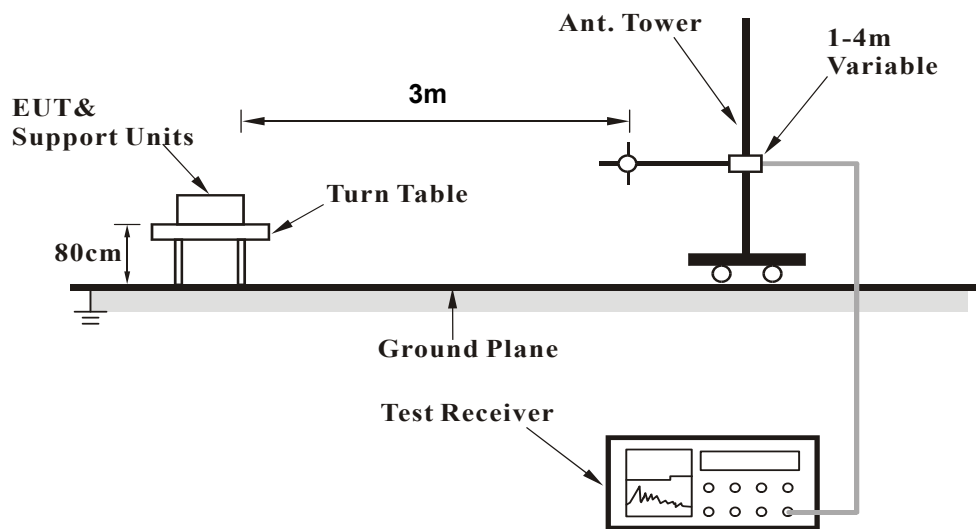 Ant. Tower
1-4m
Variable
3m
EUT&
Support Units
Turn Table
80cm
Ground Plane
Test Receiver